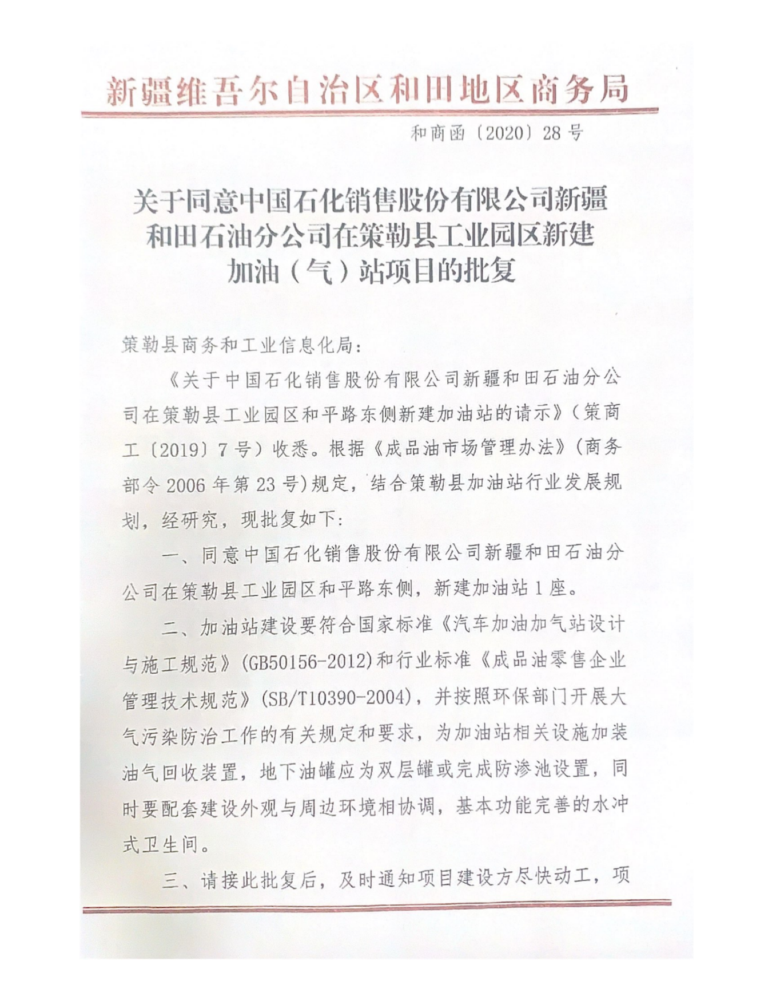 新疆维吾尔自治区和田地区商务局
和商函〔2020〕28 号
关于同意中国石化销售股份有限公司新疆
和田石油分公司在策勒县工业园区新建
加油（气）站项目的批复
策勒县商务和工业信息化局：
《关于中国石化销售股份有限公司新疆和田石油分公
司在策勒县工业园区和平路东侧新建加油站的请示》（策商
工〔2019〕7 号）收悉。根据《成品油市场管理办法》(商务
部令 2006 年第 23 号)规定，结合策勒县加油站行业发展规
划，经研究，现批复如下：
一、同意中国石化销售股份有限公司新疆和田石油分
公司在策勒县工业园区和平路东侧，新建加油站 1 座。
二、加油站建设要符合国家标准《汽车加油加气站设计
与施工规范》(GB50156-2012)和行业标准《成品油零售企业
管理技术规范》(SB/T10390-2004)，并按照环保部门开展大
气污染防治工作的有关规定和要求，为加油站相关设施加装
油气回收装置，地下油罐应为双层罐或完成防渗池设置，同
时要配套建设外观与周边环境相协调，基本功能完善的水冲
式卫生间。
三、请接此批复后，及时通知项目建设方尽快动工，项